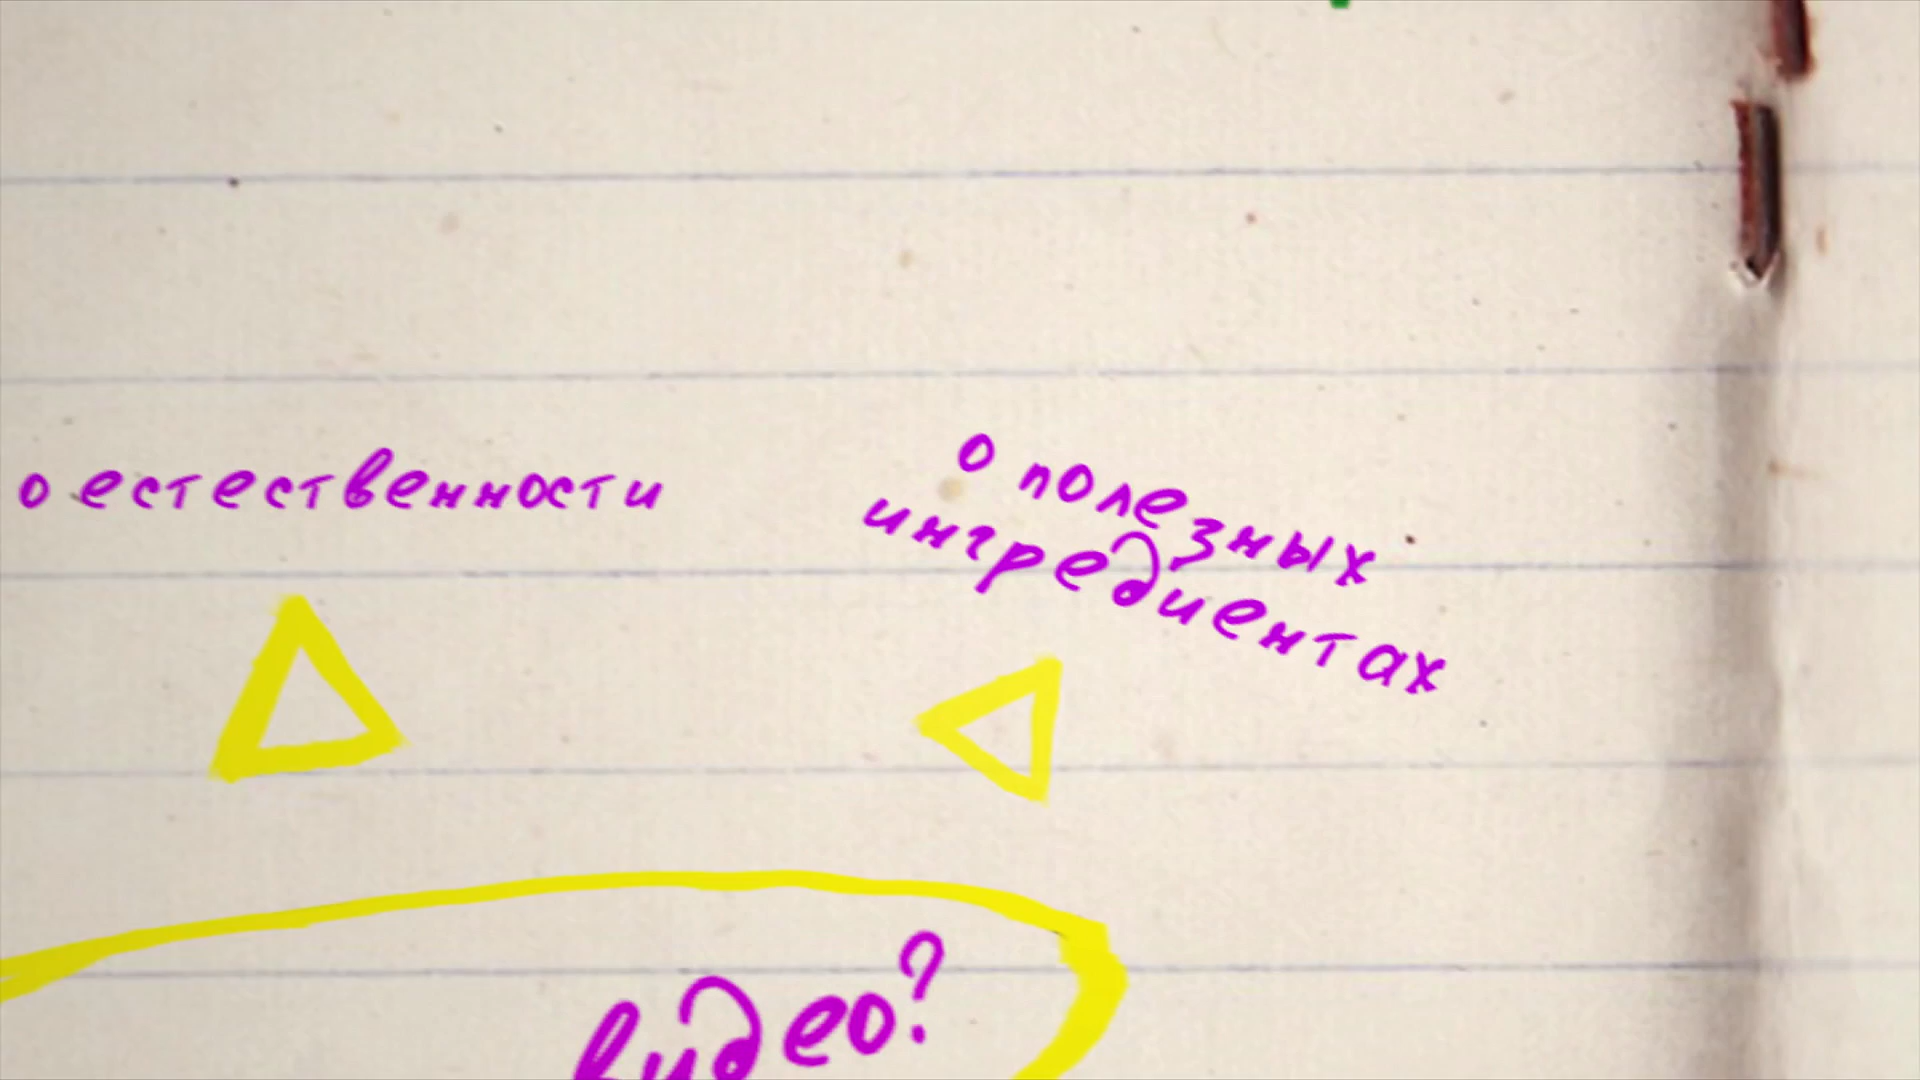 о естественности
о полезных
ингредиентах
видео?